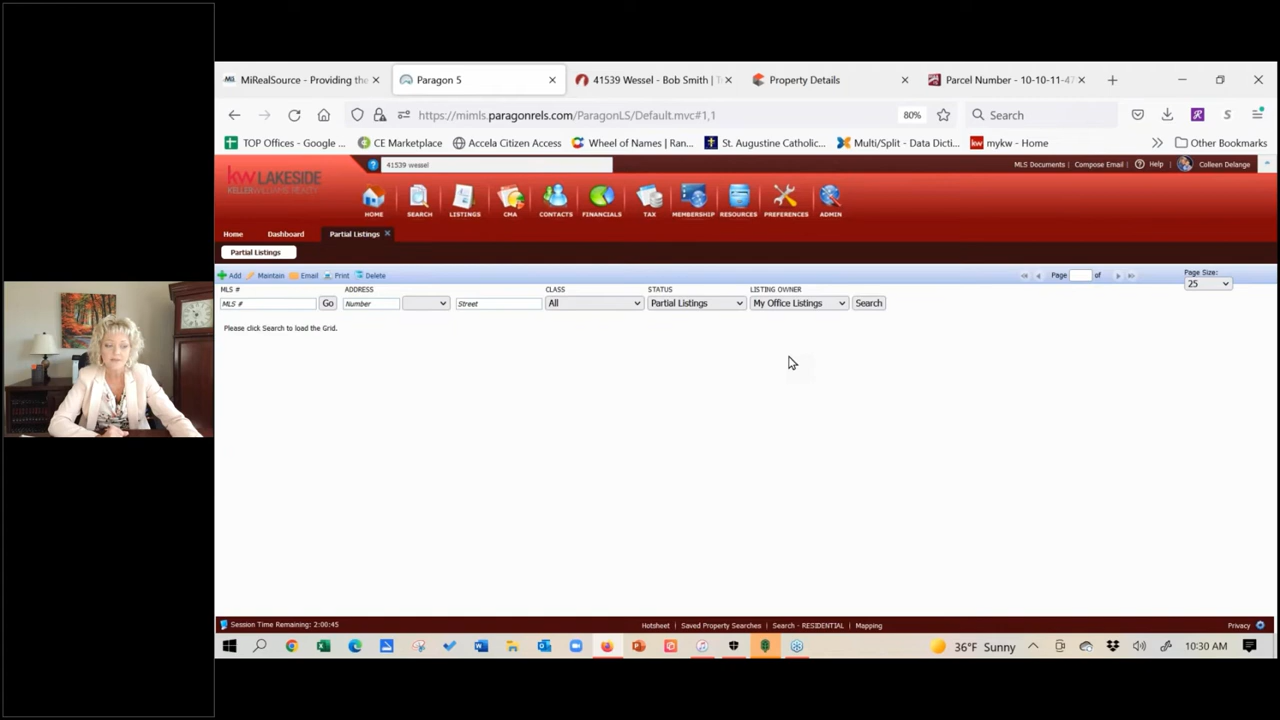 MiRealSource - Providing the
Paragon 5
41539 Wessel - Bob Smith | T
Property Details
Parcel Number - 10-10-11-47
https://mimls.paragonrels.com/ParagonLS/Default.mvc#1,1
80%
Search
TOP Offices - Google ...
CE Marketplace
Accela Citizen Access
Wheel of Names | Ran...
St. Augustine Catholic...
Multi/Split - Data Dicti...
mykw - Home
Other Bookmarks
kw LAKESIDE
KELLERWILLIAMS REALTY
41539 wessel
MLS Documents | Compose Email | Help
Colleen Delange
HOME
SEARCH
LISTINGS
CMA
CONTACTS
FINANCIALS
TAX
MEMBERSHIP
RESOURCES
PREFERENCES
ADMIN
Home
Dashboard
Partial Listings
Partial Listings
Add
Maintain
Email
Print
Delete
Page of
Page Size:
25
MLS #
ADDRESS
CLASS
STATUS
LISTING OWNER
MLS #
Go
Number
Street
All
Partial Listings
My Office Listings
Search
Please click Search to load the Grid.
Session Time Remaining: 2:00:45
Hotsheet | Saved Property Searches | Search - RESIDENTIAL | Mapping
Privacy
36°F Sunny
10:30 AM